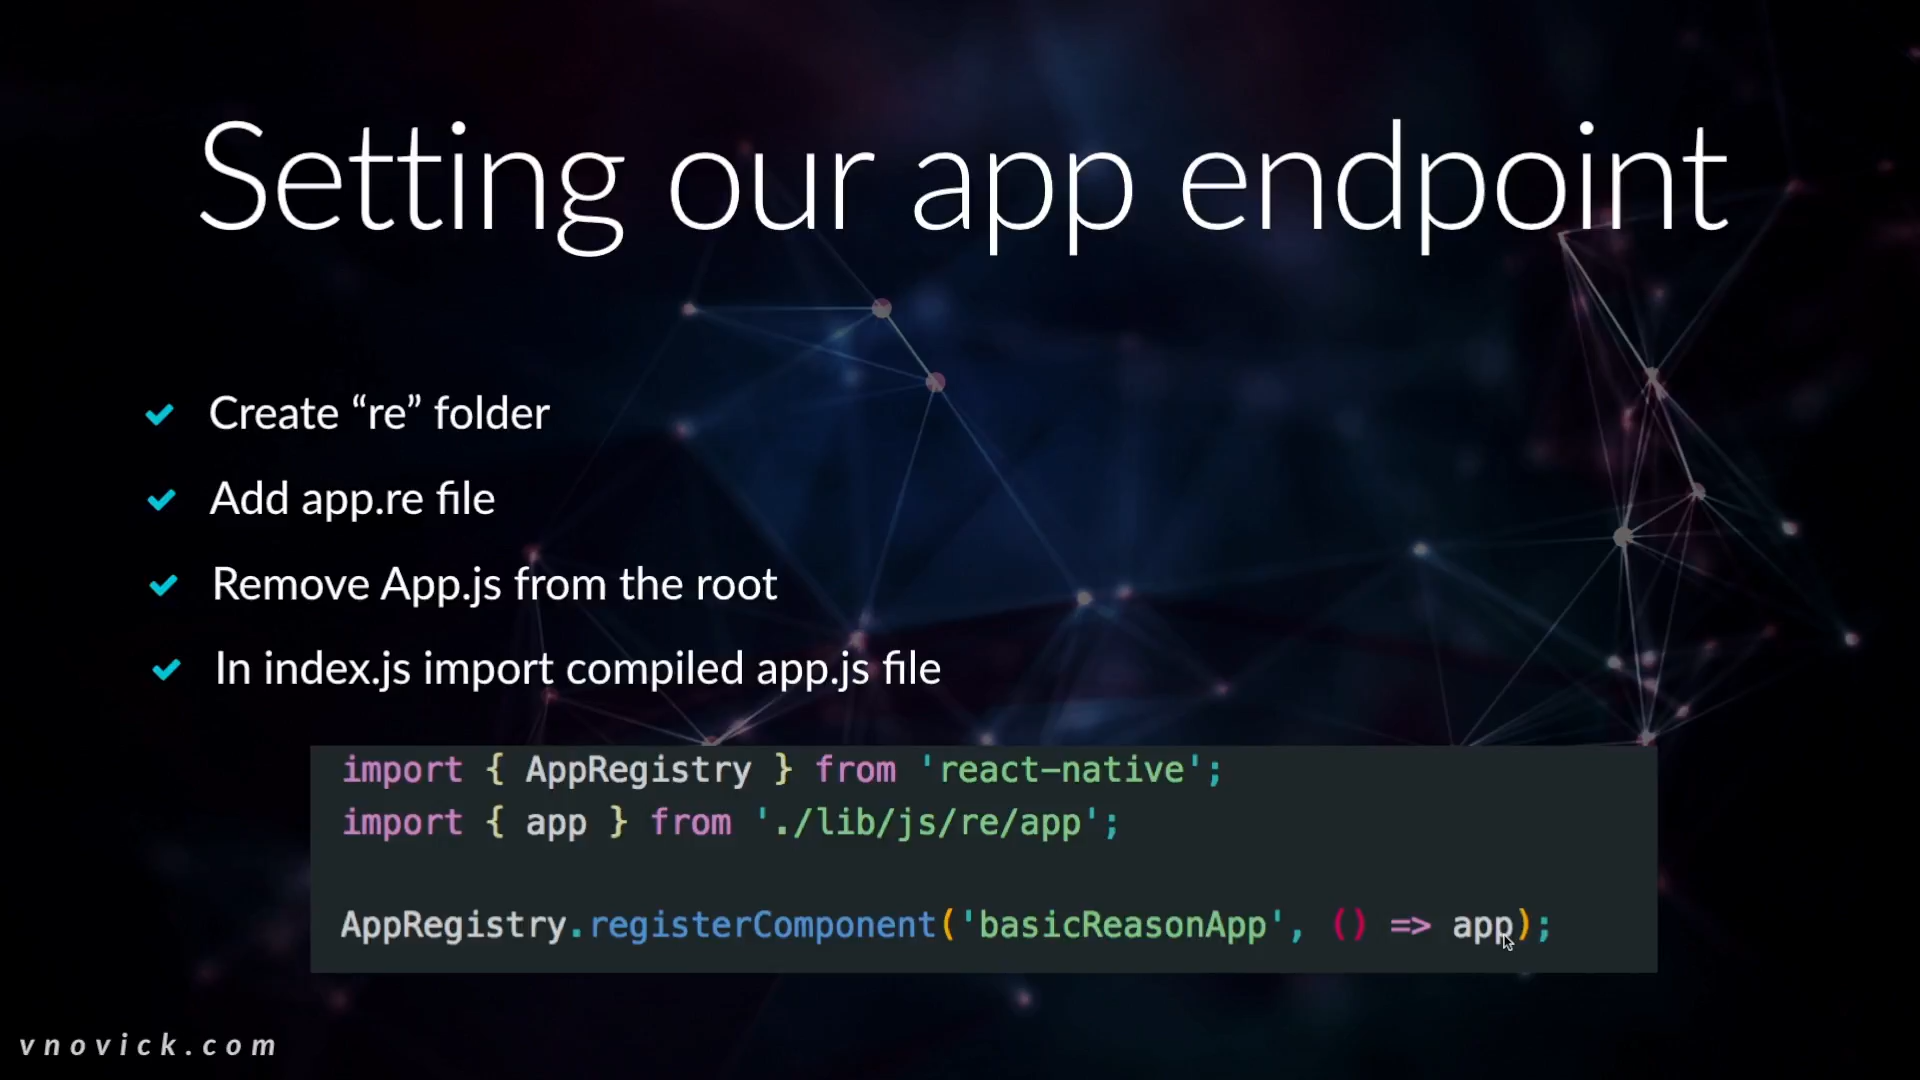 Setting our app endpoint
Create “re” folder
Add app.re file
Remove App.js from the root
In index.js import compiled app.js file
import { AppRegistry } from 'react-native';
import { app } from './lib/js/re/app';
AppRegistry.registerComponent('basicReasonApp', () => app);
vnovick.com